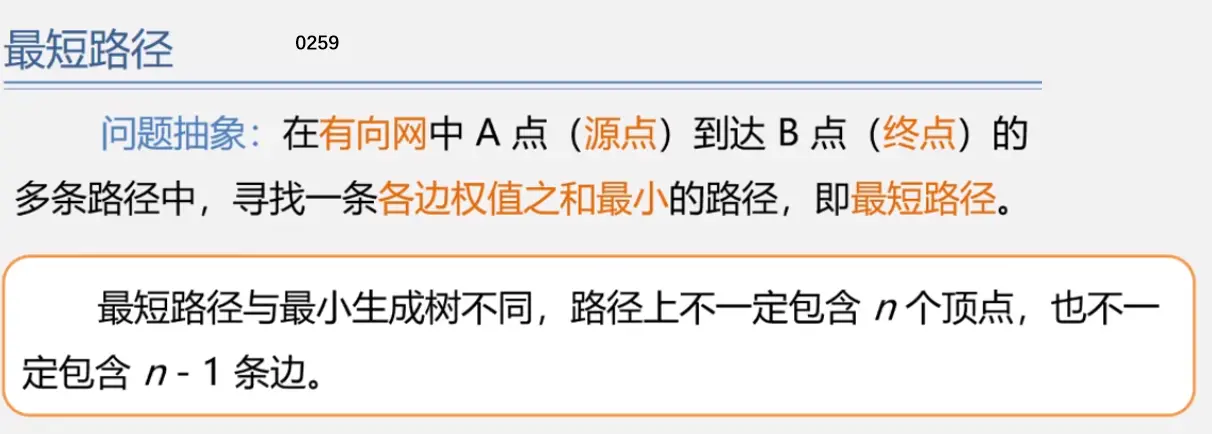 最短路径
0259
问题抽象：在有向网中 A 点（源点）到达 B 点（终点）的
多条路径中，寻找一条各边权值之和最小的路径，即最短路径。
最短路径与最小生成树不同，路径上不一定包含 n 个顶点，也不一
定包含 n - 1 条边。